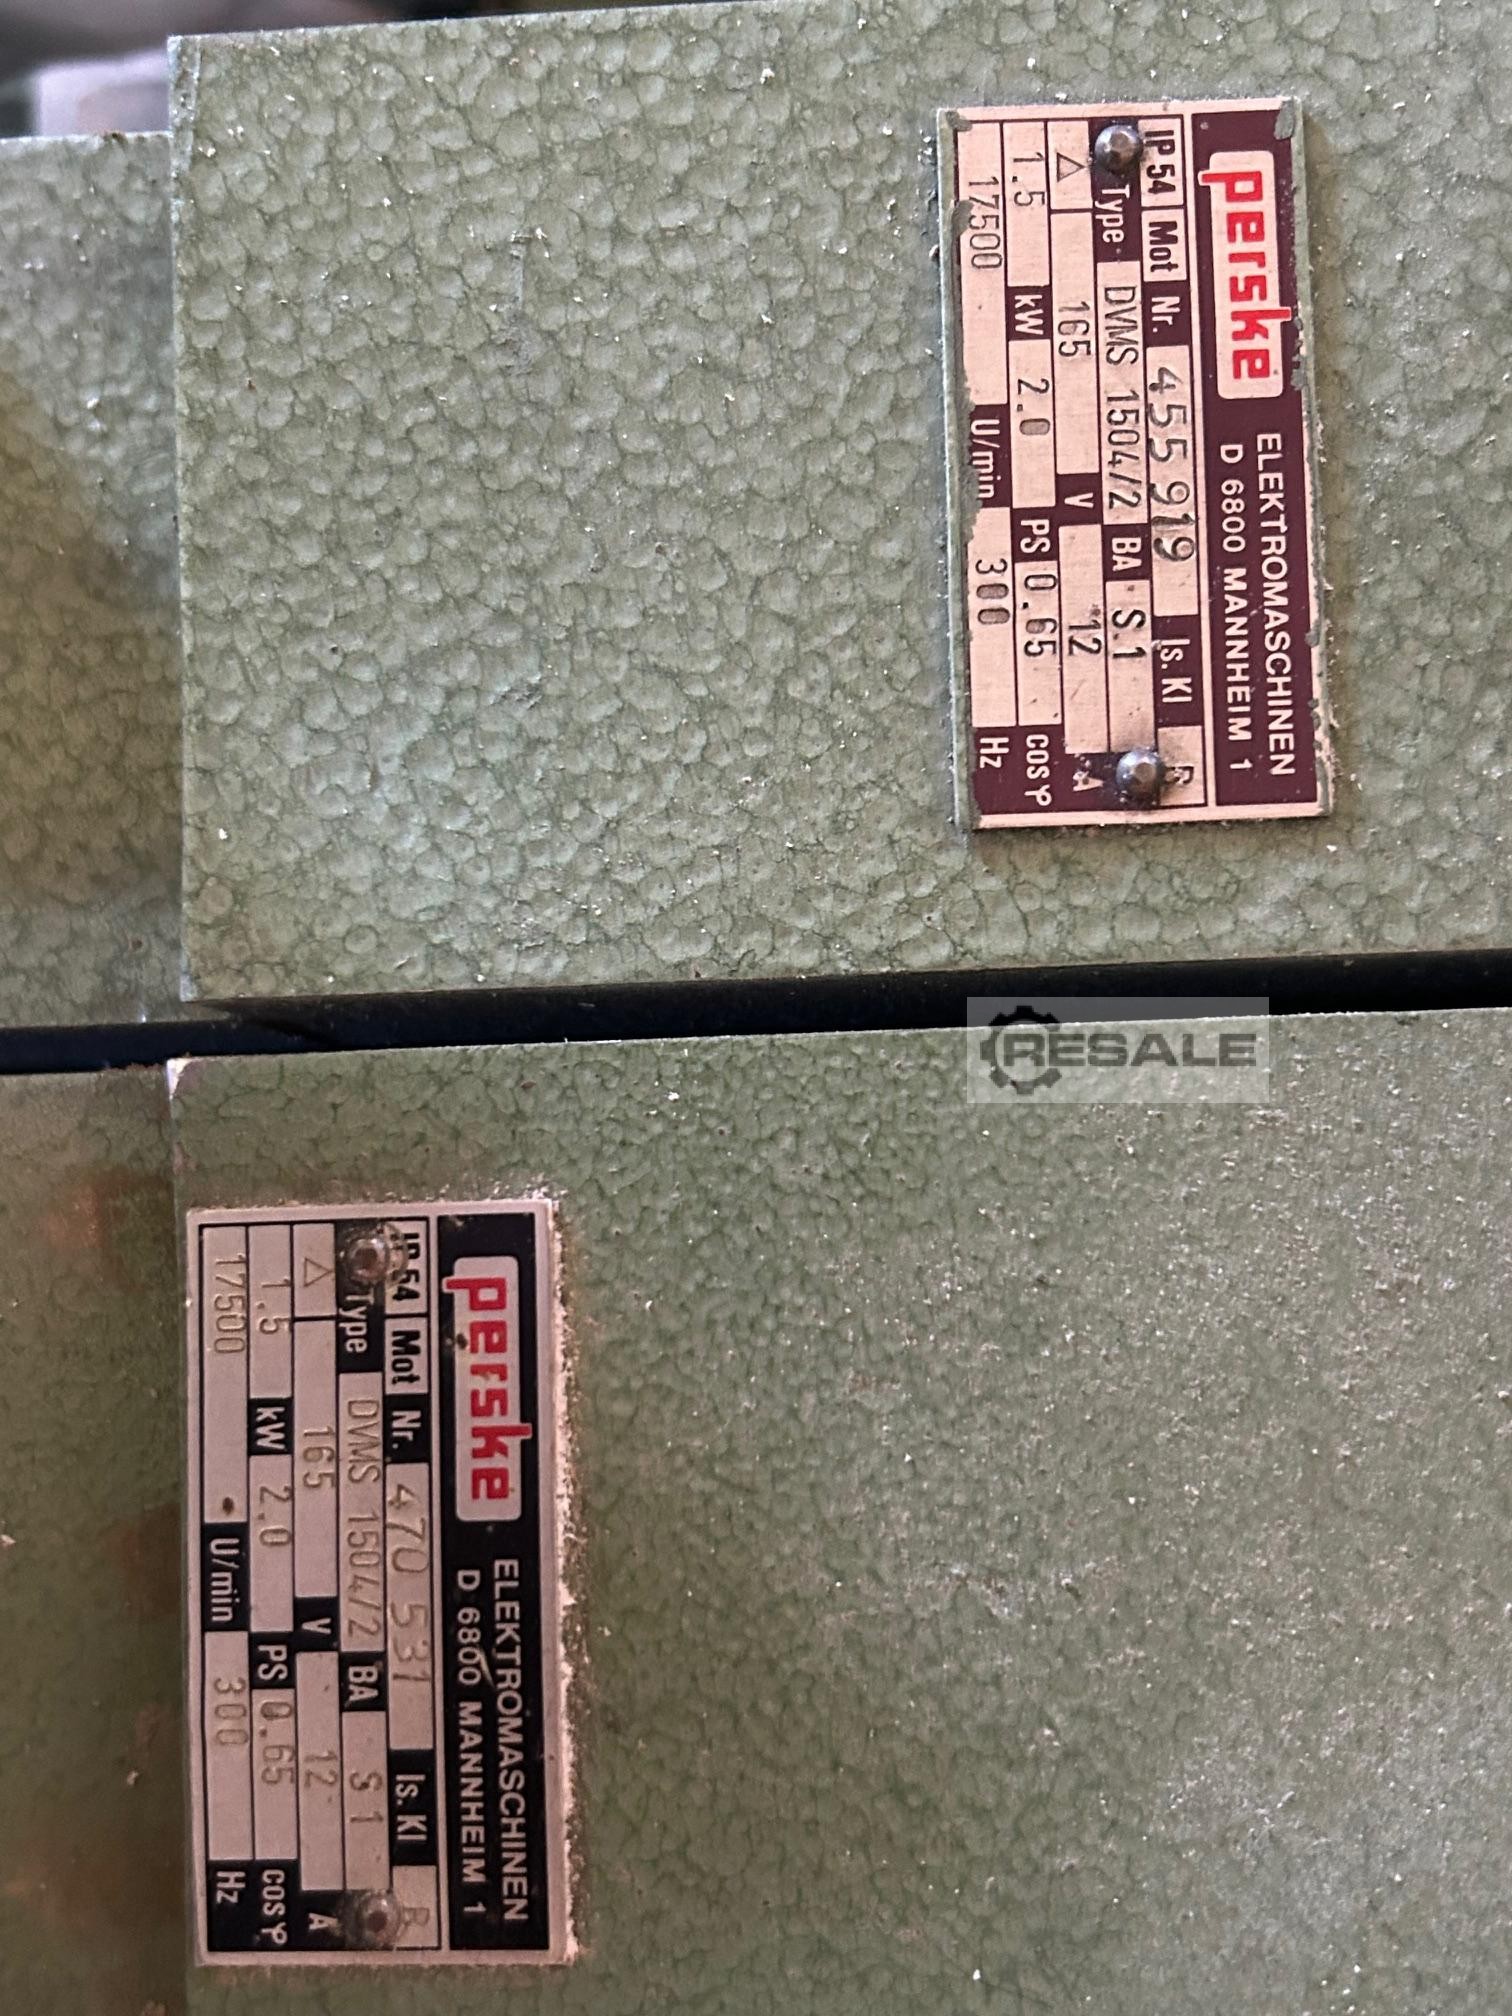 perske
ELEKTROMASCHINEN
D 6800 MANNHEIM 1
IP 54 Mot Nr. 455 919 Is. Kl
Type DVMS 1504/2 BA S.1
△ 165 V 12 A
1.5 kW 2.0 PS 0.65 cos φ
17500 U/min 300 Hz
RESALE
perske
ELEKTROMASCHINEN
D 6800 MANNHEIM 1
IP 54 Mot Nr. 470 531 Is. Kl
Type DVMS 1504/2 BA S 1
△ 165 V 12 A
1.5 kW 2.0 PS 0.65 cos φ
17500 U/min 300 Hz